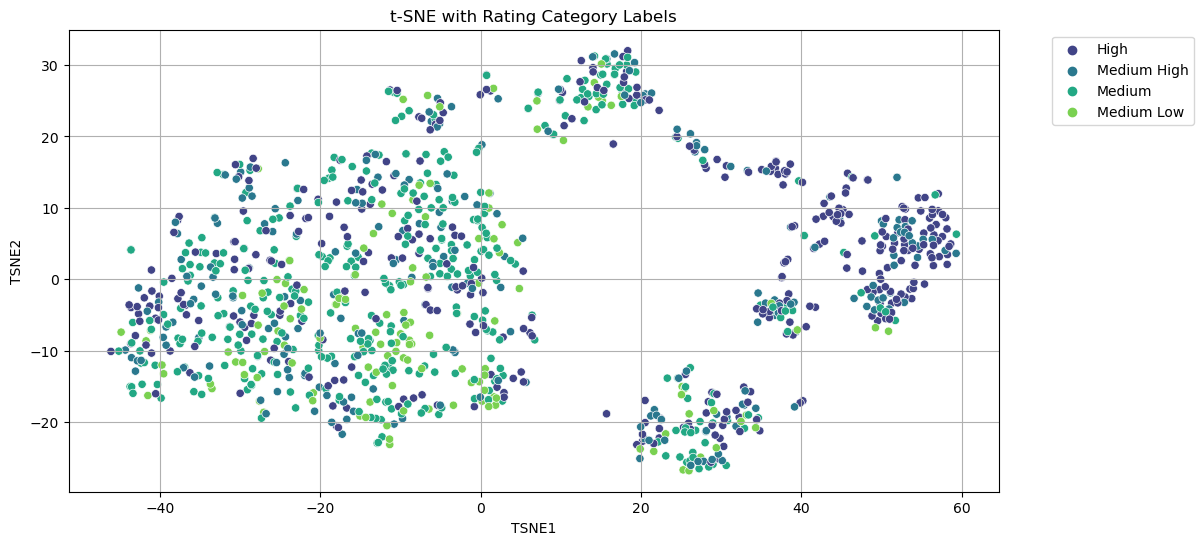 t-SNE with Rating Category Labels
High
Medium High
Medium
Medium Low
TSNE2
30
20
10
0
−10
−20
−40
−20
0
20
40
60
TSNE1